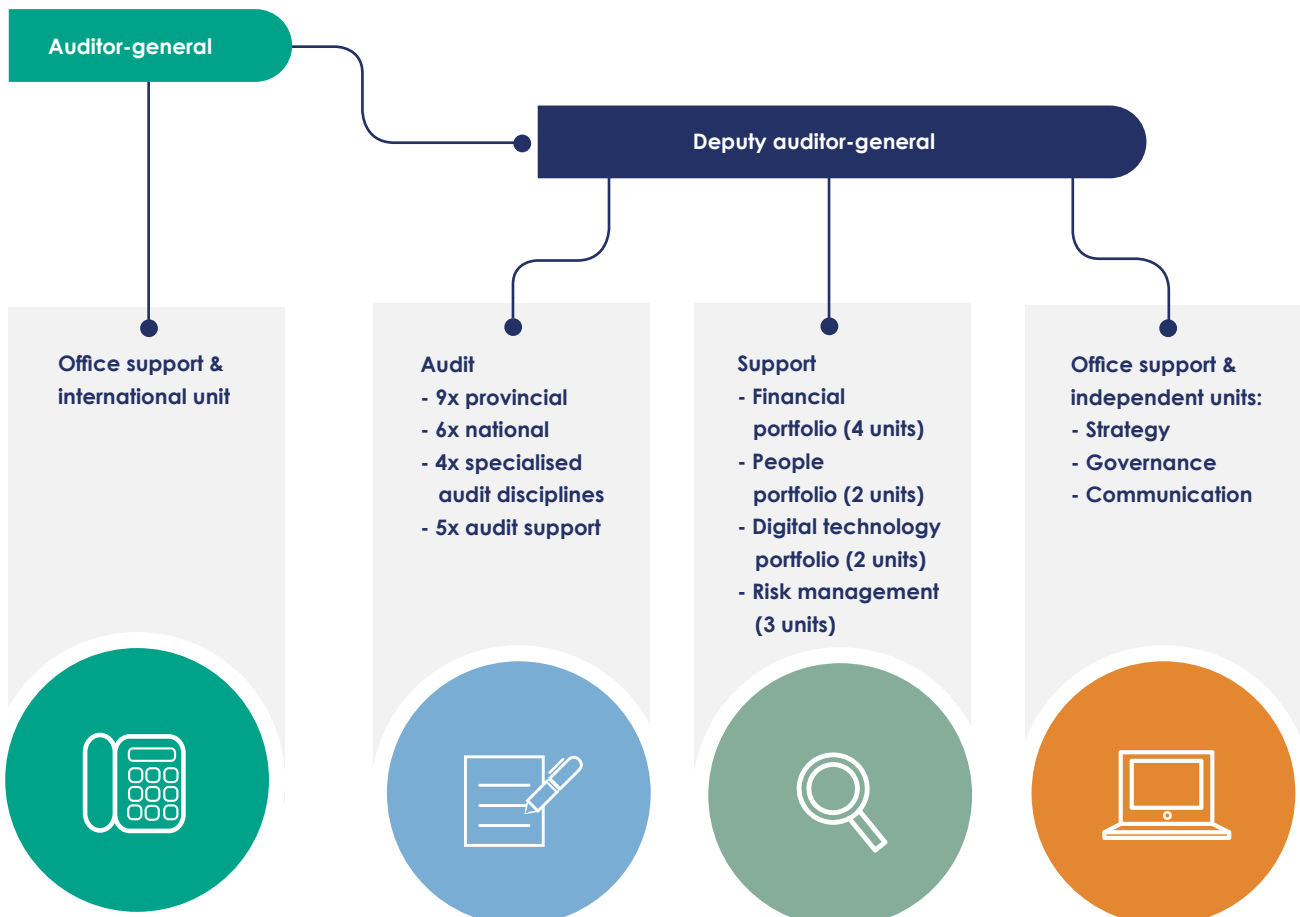 Auditor-general
Deputy auditor-general
Office support &
international unit
Audit
- 9x provincial
- 6x national
- 4x specialised
audit disciplines
- 5x audit support
Support
- Financial
portfolio (4 units)
- People
portfolio (2 units)
- Digital technology
portfolio (2 units)
- Risk management
(3 units)
Office support &
independent units:
- Strategy
- Governance
- Communication